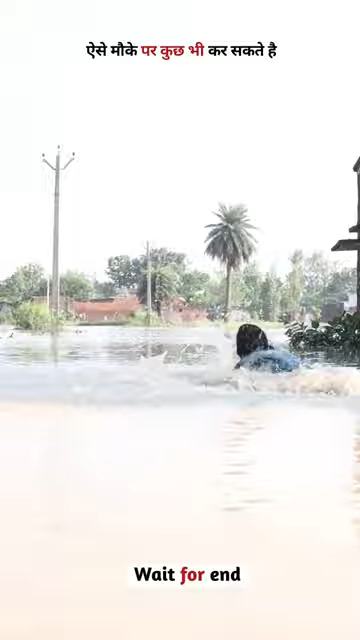 ऐसे मौके पर कुछ भी कर सकते है
Wait for end